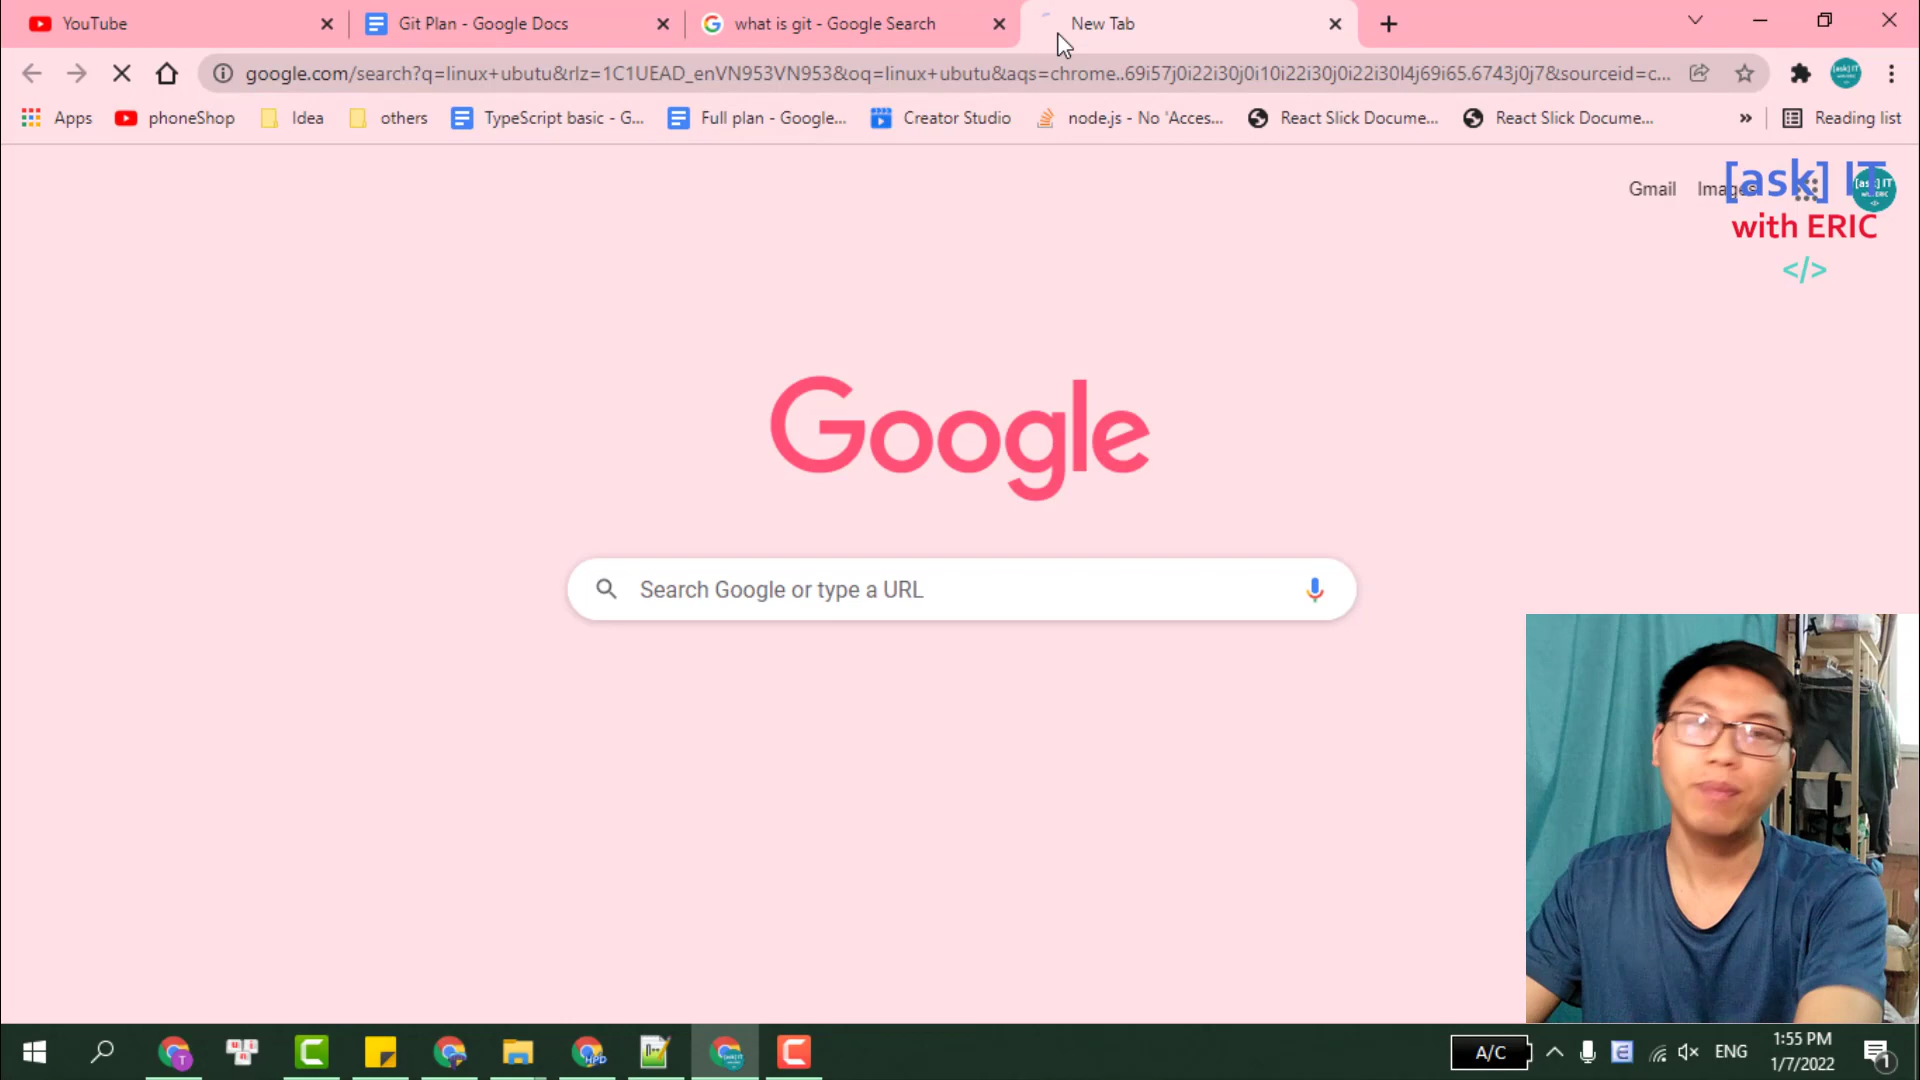 YouTube
Git Plan - Google Docs
what is git - Google Search
New Tab
google.com/search?q=linux+ubutu&rlz=1C1UEAD_enVN953VN953&oq=linux+ubutu&aqs=chrome..69i57j0i22i30j0i10i22i30j0i22i30l4j69i65.6743j0j7&sourceid=c...
Apps
phoneShop
Idea
others
TypeScript basic - G...
Full plan - Google...
Creator Studio
node.js - No 'Acces...
React Slick Docume...
React Slick Docume...
»
Reading list
Gmail
Images
[ask] IT
with ERIC
</>
Google
Search Google or type a URL
A/C
ENG
1:55 PM
1/7/2022
1